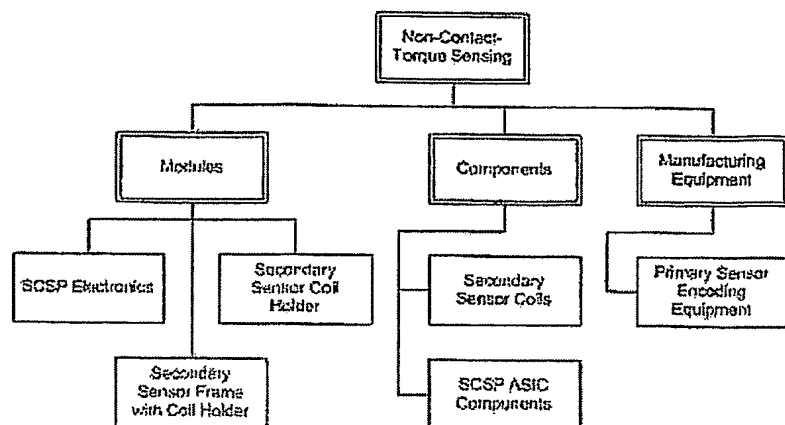 Non-Contact-
Torque Sensing
Modules
Components
Manufacturing
Equipment
SCSP Electronics
Secondary
Sensor Coil
Holder
Secondary
Sensor Coils
Primary Sensor
Encoding
Equipment
Secondary
Sensor Frame
with Coil Holder
SCSP ASIC
Components